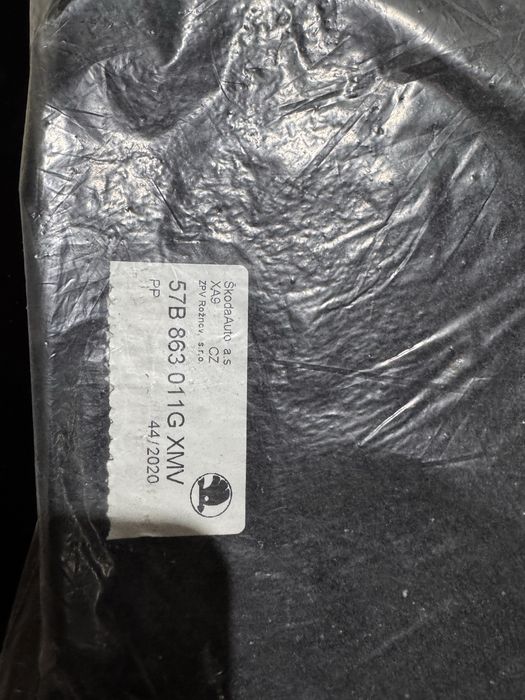 ŠkodaAuto a.s
XA9 CZ
ZPV Rožnov, s.r.o.
57B 863 011G XMV
PP 44/2020